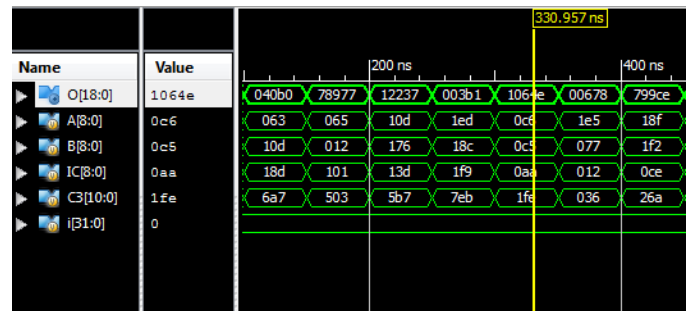 330.957 ns
Name Value 200 ns 400 ns
O[18:0] 1064e 040b0 78977 12237 003b1 1064e 00678 799ce
A[8:0] 0c6 063 065 10d 1ed 0c6 1e5 18f
B[8:0] 0c5 10d 012 176 18c 0c5 077 1f2
IC[8:0] 0aa 18d 101 13d 1f9 0aa 012 0ce
C3[10:0] 1fe 6a7 503 5b7 7eb 1fe 036 26a
i[31:0] 0